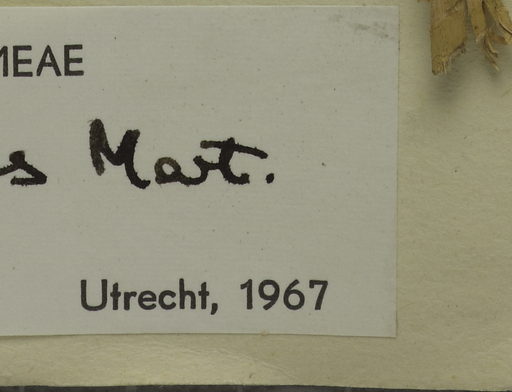 MEAE
s Mart.
Utrecht, 1967